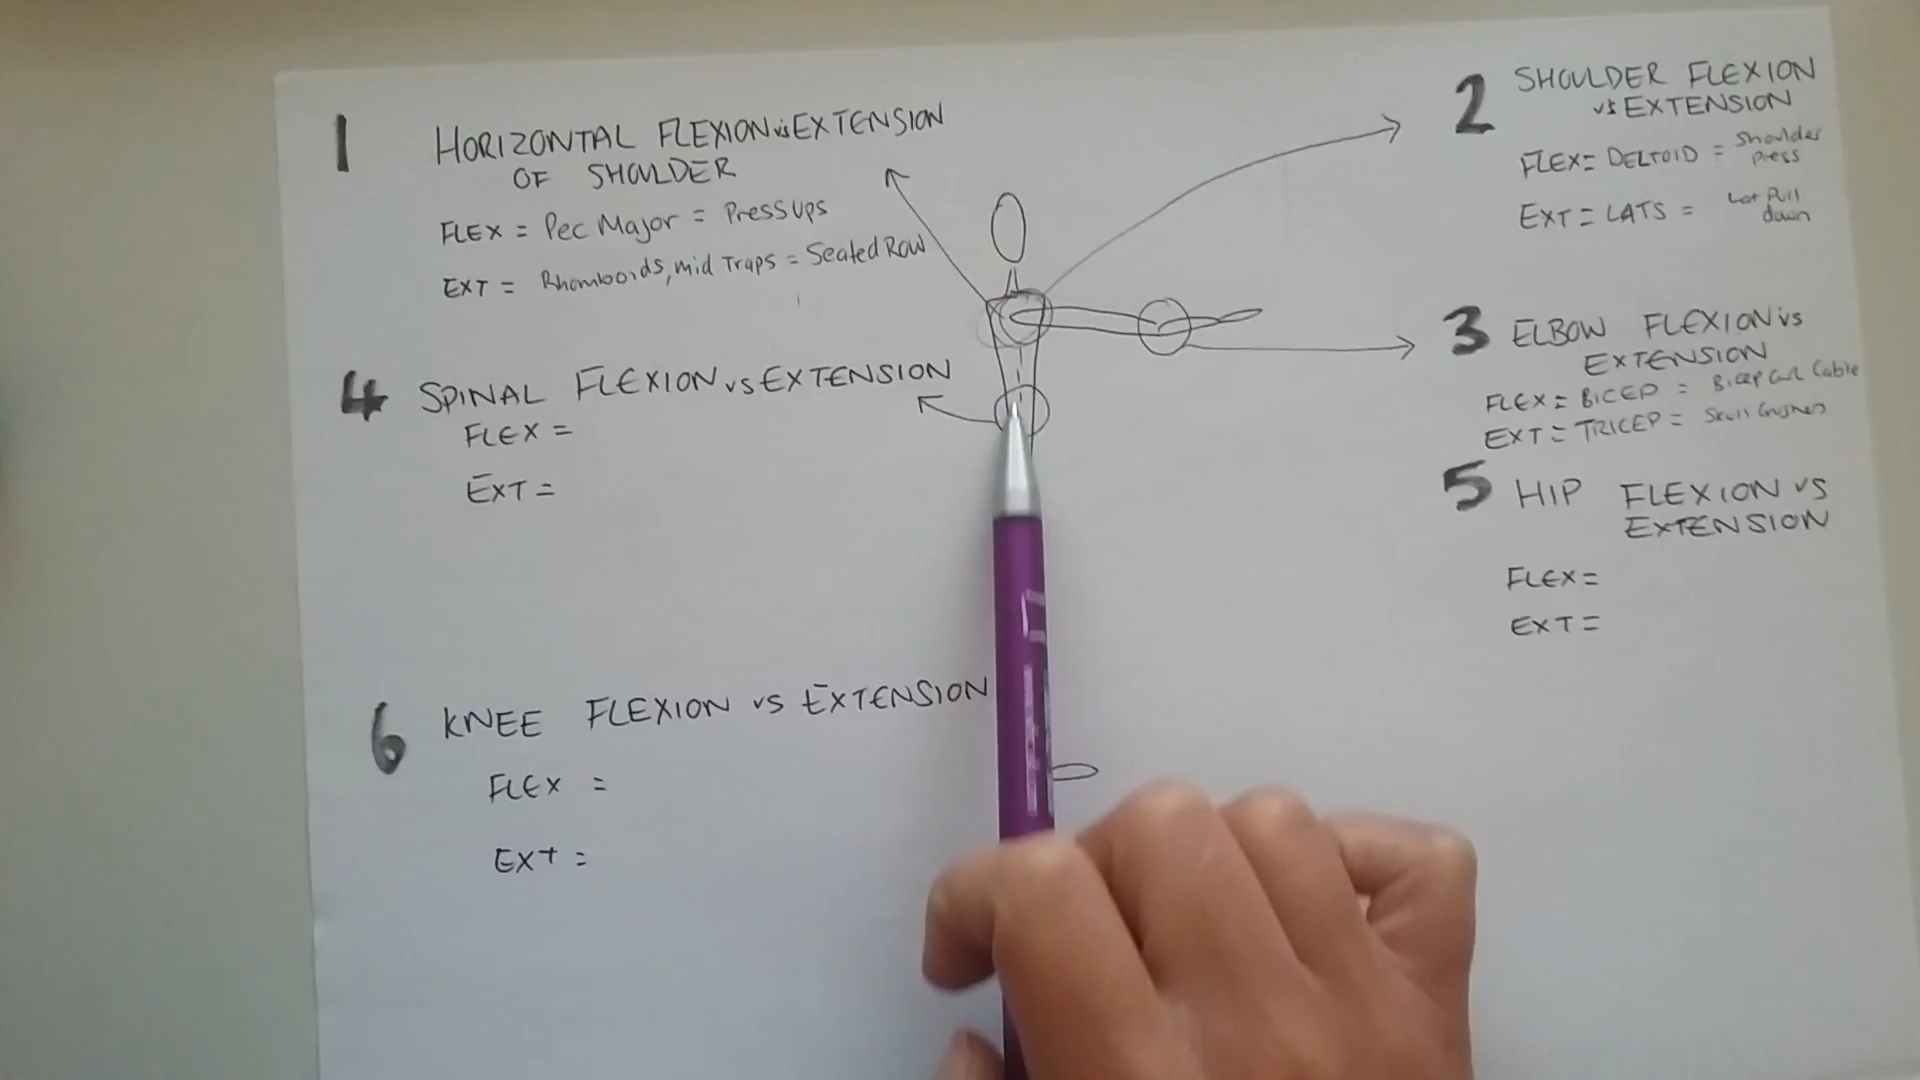 1 HORIZONTAL FLEXION vs EXTENSION
OF SHOULDER
FLEX = Pec Major = Press ups
EXT = Rhomboids, mid Traps = Seated Row
2 SHOULDER FLEXION
vs EXTENSION
FLEX = DELTOID = Shoulder
press
EXT = LATS = Lat Pull
down
3 ELBOW FLEXION vs
EXTENSION
FLEX = BICEP = Bicep Curl Cable
EXT = TRICEP =
4 SPINAL FLEXION vs EXTENSION
FLEX =
EXT =
5 HIP FLEXION vs
EXTENSION
FLEX =
EXT =
6 KNEE FLEXION vs EXTENSION
FLEX =
EXT =